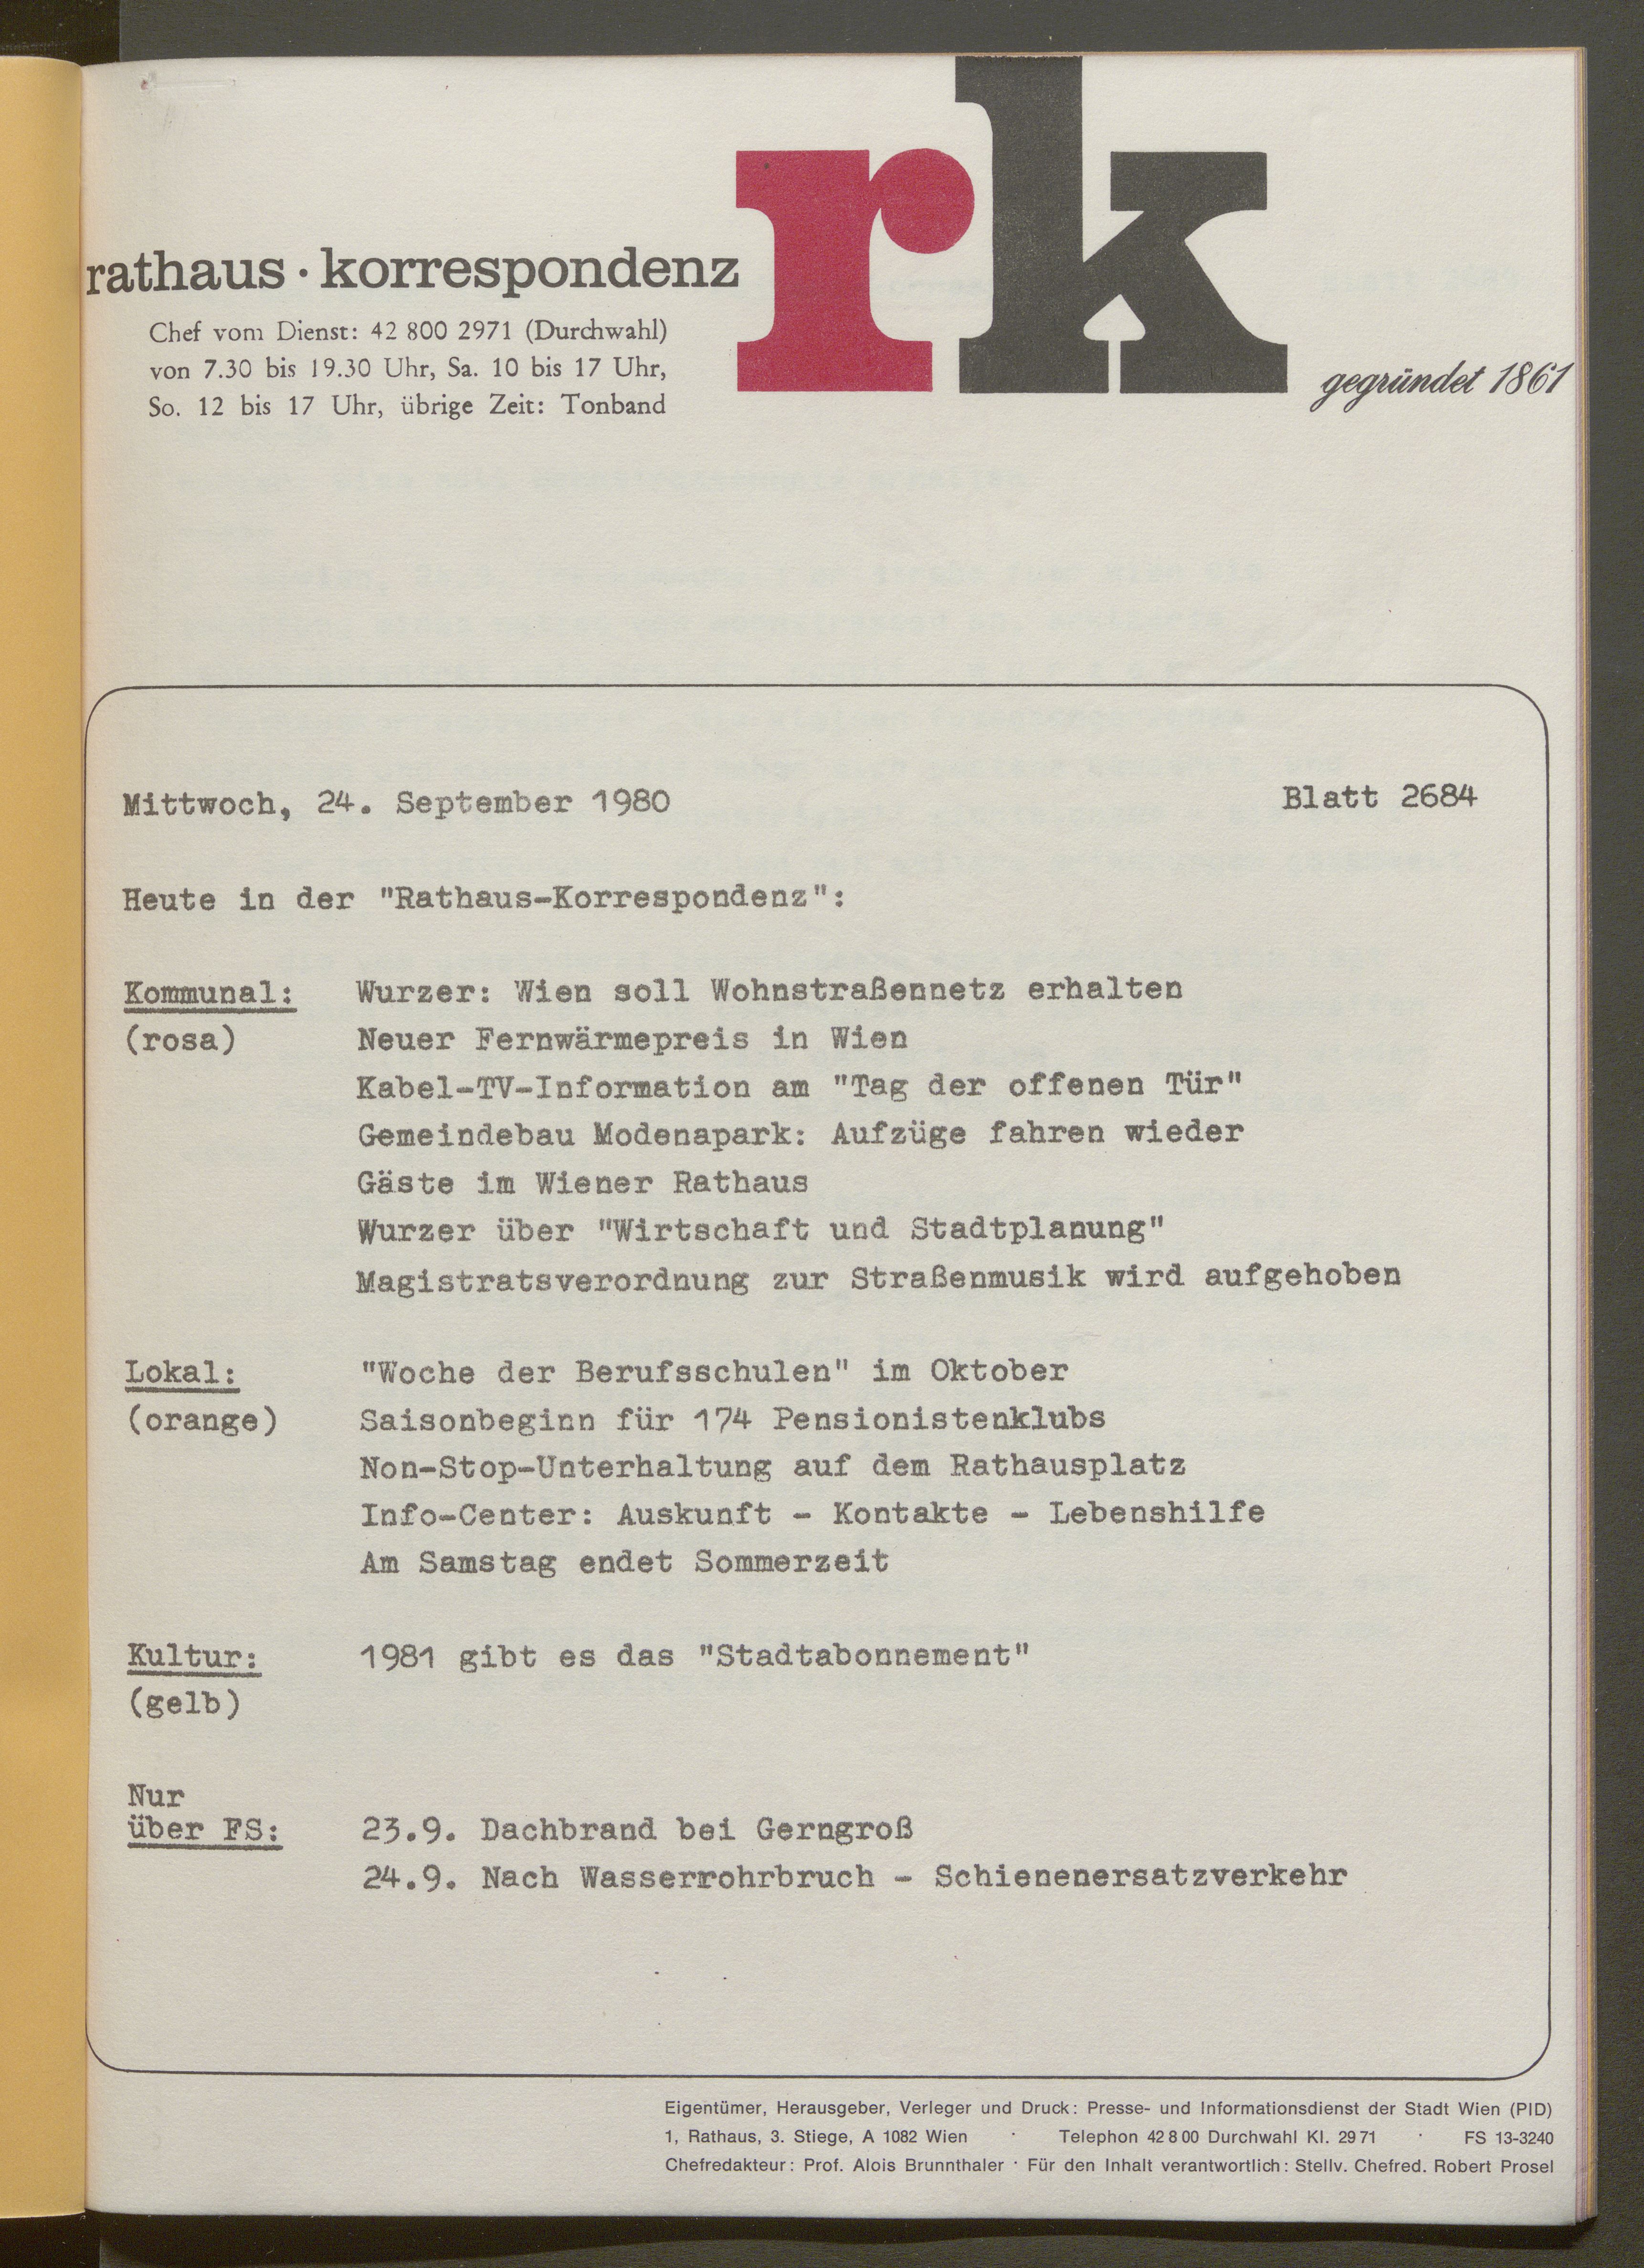 rk
rathaus · korrespondenz
Chef vom Dienst: 42 800 2971 (Durchwahl)
von 7.30 bis 19.30 Uhr, Sa. 10 bis 17 Uhr,
So. 12 bis 17 Uhr, übrige Zeit: Tonband
gegründet 1861
Mittwoch, 24. September 1980 Blatt 2684
Heute in der "Rathaus-Korrespondenz":
Kommunal: Wurzer: Wien soll Wohnstraßennetz erhalten
(rosa) Neuer Fernwärmepreis in Wien
Kabel-TV-Information am "Tag der offenen Tür"
Gemeindebau Modenapark: Aufzüge fahren wieder
Gäste im Wiener Rathaus
Wurzer über "Wirtschaft und Stadtplanung"
Magistratsverordnung zur Straßenmusik wird aufgehoben
Lokal: "Woche der Berufsschulen" im Oktober
(orange) Saisonbeginn für 174 Pensionistenklubs
Non-Stop-Unterhaltung auf dem Rathausplatz
Info-Center: Auskunft - Kontakte - Lebenshilfe
Am Samstag endet Sommerzeit
Kultur: 1981 gibt es das "Stadtabonnement"
(gelb)
Nur
über FS: 23.9. Dachbrand bei Gerngroß
24.9. Nach Wasserrohrbruch - Schienenersatzverkehr
Eigentümer, Herausgeber, Verleger und Druck: Presse- und Informationsdienst der Stadt Wien (PID)
1, Rathaus, 3. Stiege, A 1082 Wien · Telephon 42 8 00 Durchwahl Kl. 29 71 · FS 13-3240
Chefredakteur: Prof. Alois Brunnthaler · Für den Inhalt verantwortlich: Stellv. Chefred. Robert Prosel